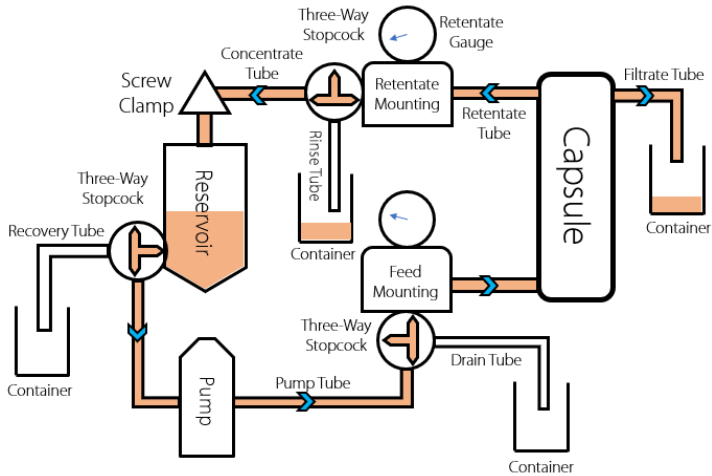 Three-Way
Stopcock
Retentate
Gauge
Concentrate
Tube
Filtrate Tube
Screw
Clamp
Retentate
Mounting
Retentate
Tube
Rinse Tube
Capsule
Reservoir
Three-Way
Stopcock
Recovery Tube
Container
Container
Feed
Mounting
Three-Way
Stopcock
Drain Tube
Pump
Pump Tube
Container
Container